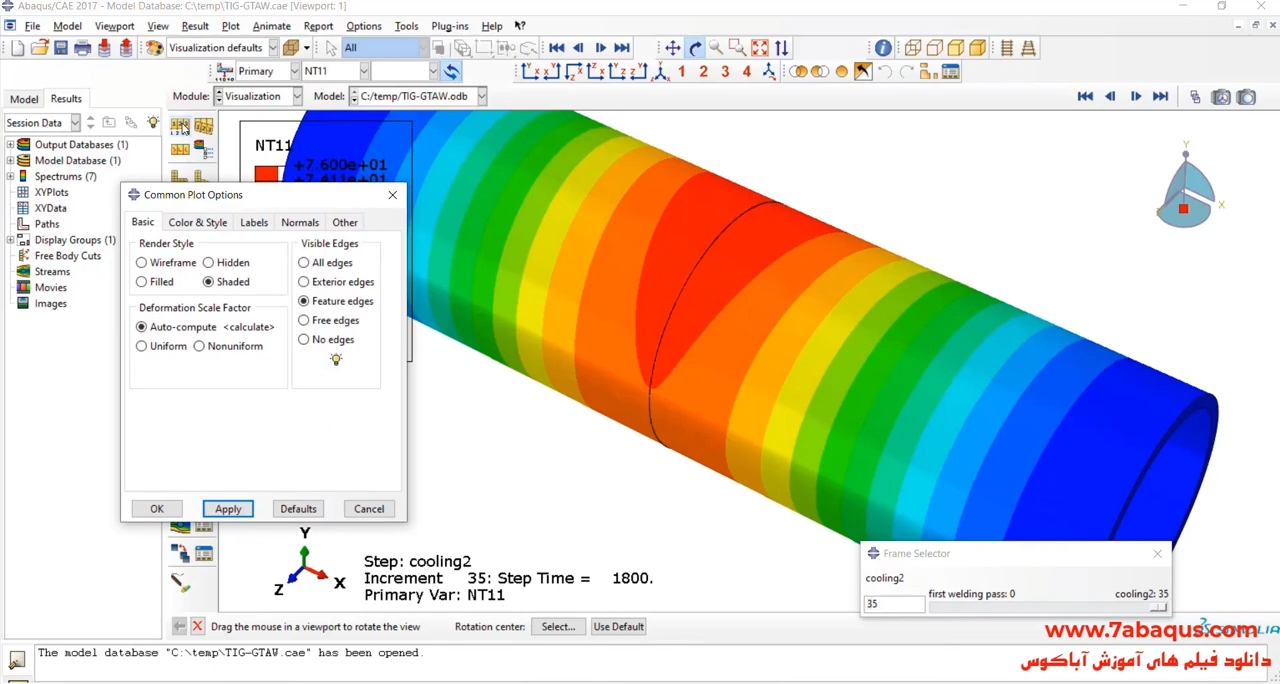 Abaqus/CAE 2017 - Model Database: C:\temp\TIG-GTAW.cae [Viewport: 1]
File Model Viewport View Result Plot Animate Report Options Tools Plug-ins Help
Visualization defaults All
Primary NT11 1 2 3 4
Model Results Module: Visualization Model: C:/temp/TIG-GTAW.odb
Session Data
Output Databases (1)
Model Database (1)
Spectrums (7)
XYPlots
XYData
Paths
Display Groups (1)
Free Body Cuts
Streams
Movies
Images
NT11
+7.600e+01
+7.411e+01
Y
X
Common Plot Options
Basic Color & Style Labels Normals Other
Render Style
Wireframe Hidden
Filled Shaded
Deformation Scale Factor
Auto-compute <calculate>
Uniform Nonuniform
Visible Edges
All edges
Exterior edges
Feature edges
Free edges
No edges
OK Apply Defaults Cancel
Y
Z X
Step: cooling2
Increment 35: Step Time = 1800.
Primary Var: NT11
Frame Selector
cooling2
first welding pass: 0 cooling2: 35
35
Drag the mouse in a viewport to rotate the view Rotation center: Select... Use Default
The model database "C:\temp\TIG-GTAW.cae" has been opened.
www.7abaqus.com
دانلود فیلم های آموزش آباکوس